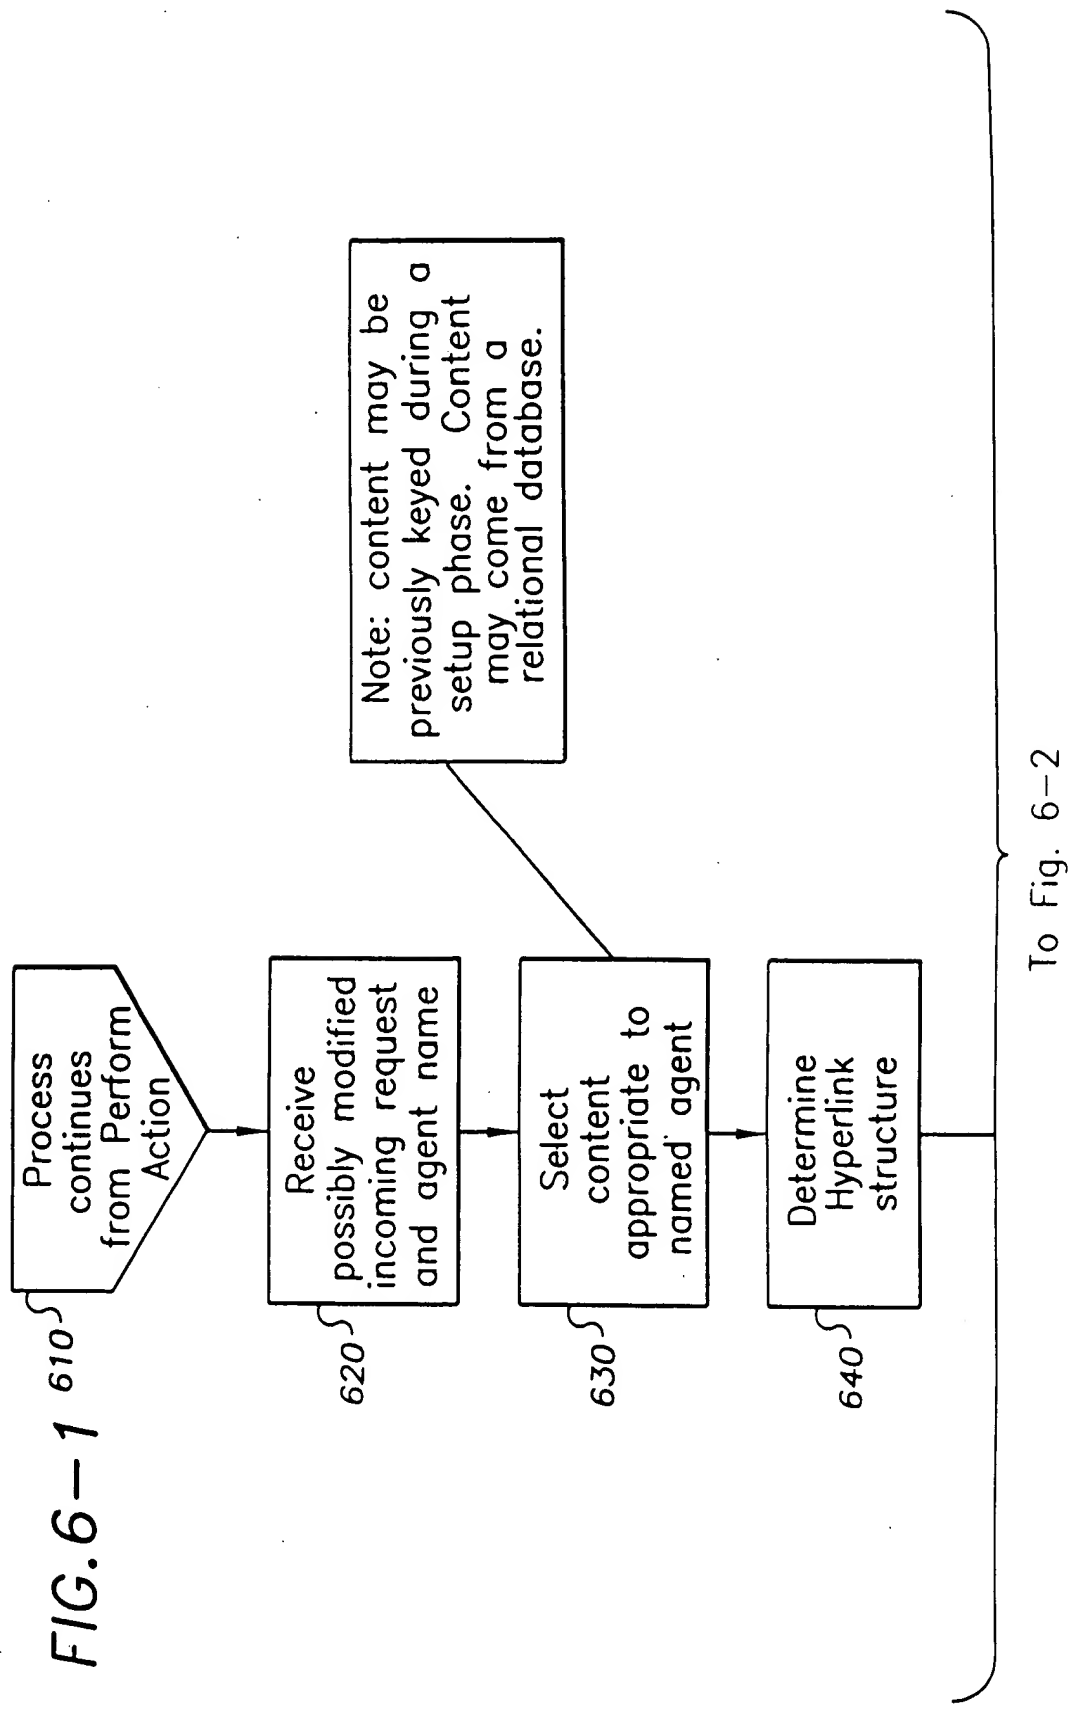 FIG.6-1
610
Process
continues
from Perform
Action
620
Receive
possibly modified
incoming request
and agent name
630
Select
content
appropriate to
named agent
Note: content may be
previously keyed during a
setup phase. Content
may come from a
relational database.
640
Determine
Hyperlink
structure
To Fig. 6-2